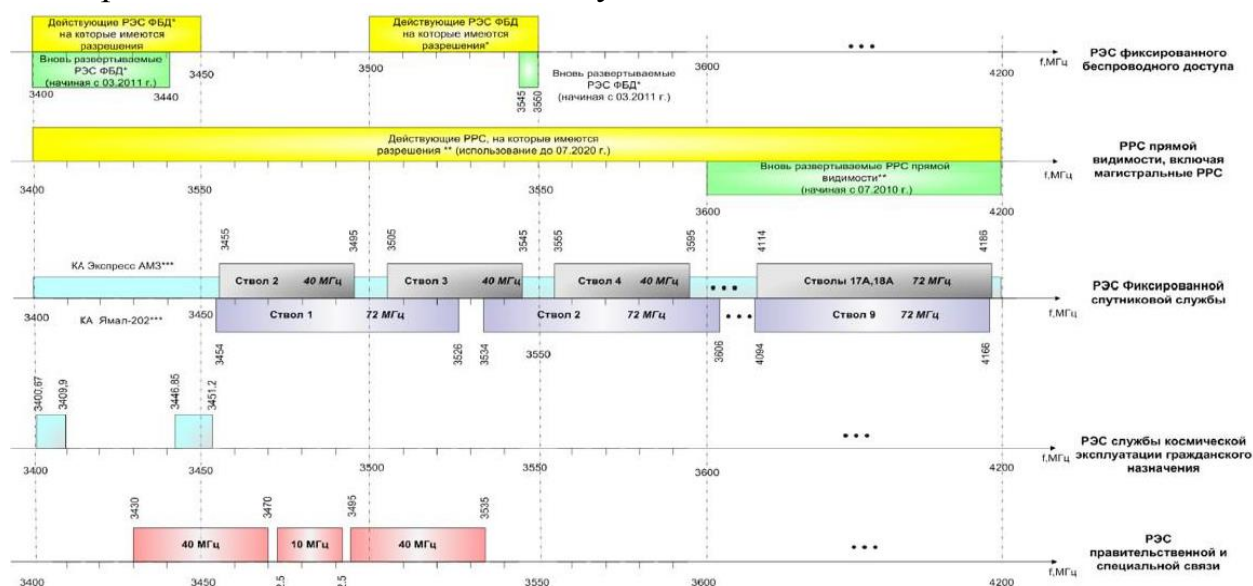 Действующие РЭС ФБД*
на которые имеются
разрешения
Действующие РЭС ФБД
на которые имеются
разрешения*
Вновь развертываемые
РЭС ФБД*
(начиная с 03.2011 г.)
3400
3440
3450
3500
3545
3560
Вновь развертываемые
РЭС ФБД*
(начиная с 03.2011 г.)
3600
4200
f,МГц
РЭС фиксированного
беспроводного доступа
Действующие РРС, на которые имеются
разрешения ** (использование до 07.2020 г.)
Вновь развертываемые РРС прямой
видимости**
(начиная с 07.2010 г.)
3400
3550
3550
3600
4200
f,МГц
РРС прямой
видимости, включая
магистральные РРС
3455
3495
3505
3545
3555
3595
4114
4186
КА Экспресс АМ3***
Ствол 2 40 МГц
Ствол 3 40 МГц
Ствол 4 40 МГц
Стволы 17А,18А 72 МГц
3400
КА Ямал-202***
3450
Ствол 1 72 МГц
Ствол 2 72 МГц
Ствол 9 72 МГц
f,МГц
РЭС Фиксированной
спутниковой службы
3454
3526
3534
3550
3606
4094
4166
3400,67
3409,9
3446.85
3451.2
3400
3450
3500
3550
3600
4200
f,МГц
РЭС службы космической
эксплуатации гражданского
назначения
3430
3470
3495
3535
40 МГц
10 МГц
40 МГц
3400
3450
3500
3550
3600
4200
f,МГц
РЭС
правительственной и
специальной связи